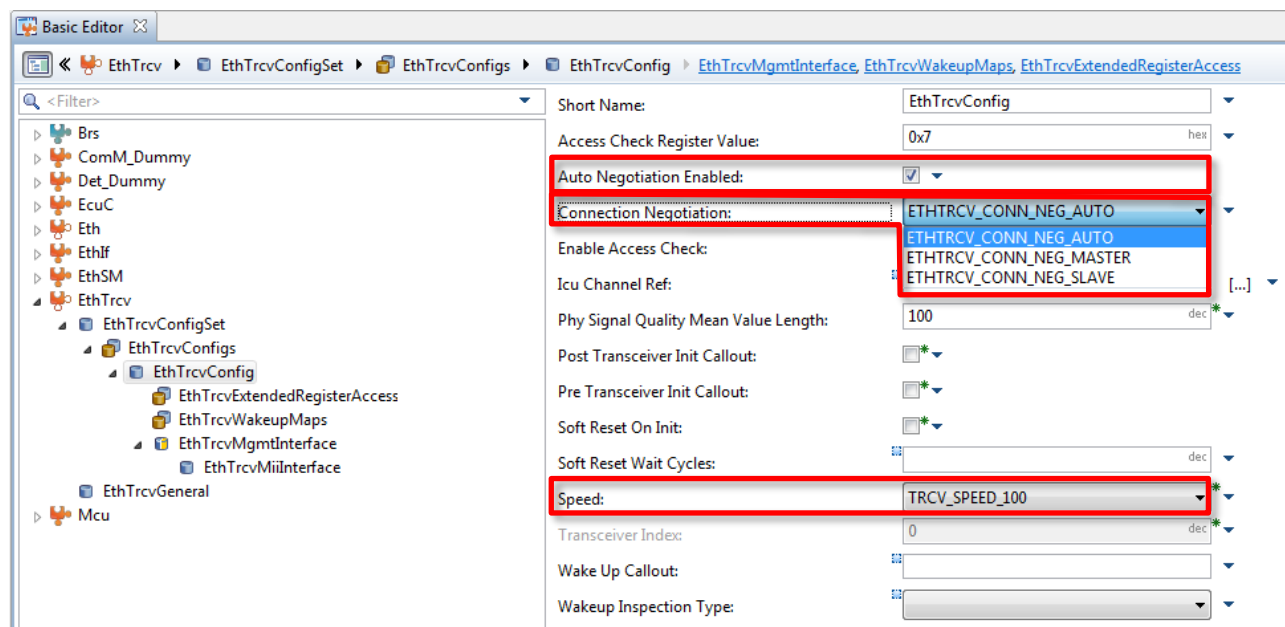 Basic Editor
EthTrcv EthTrcvConfigSet EthTrcvConfigs EthTrcvConfig EthTrcvMgmtInterface, EthTrcvWakeupMaps, EthTrcvExtendedRegisterAccess
<Filter>
Brs
ComM_Dummy
Det_Dummy
EcuC
Eth
EthIf
EthSM
EthTrcv
EthTrcvConfigSet
EthTrcvConfigs
EthTrcvConfig
EthTrcvExtendedRegisterAccess
EthTrcvWakeupMaps
EthTrcvMgmtInterface
EthTrcvMiiInterface
EthTrcvGeneral
Mcu
Short Name: EthTrcvConfig
Access Check Register Value: 0x7 hex
Auto Negotiation Enabled:
Connection Negotiation: ETHTRCV_CONN_NEG_AUTO
ETHTRCV_CONN_NEG_AUTO
ETHTRCV_CONN_NEG_MASTER
ETHTRCV_CONN_NEG_SLAVE
Enable Access Check:
Icu Channel Ref: [...]
Phy Signal Quality Mean Value Length: 100 dec
Post Transceiver Init Callout:
Pre Transceiver Init Callout:
Soft Reset On Init:
Soft Reset Wait Cycles: dec
Speed: TRCV_SPEED_100
Transceiver Index: 0 dec
Wake Up Callout:
Wakeup Inspection Type: